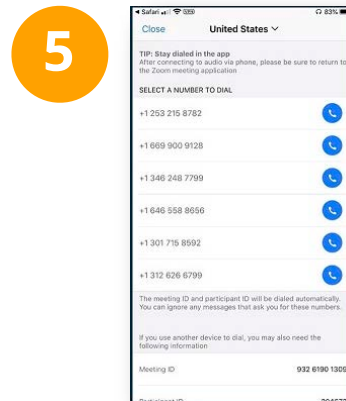 5
Safari 83%
Close United States
TIP: Stay dialed in the app
After connecting to audio via phone, please be sure to return to
the Zoom meeting application
SELECT A NUMBER TO DIAL
+1 253 215 8782
+1 669 900 9128
+1 346 248 7799
+1 646 558 8656
+1 301 715 8592
+1 312 626 6799
The meeting ID and participant ID will be dialed automatically.
You can ignore any messages that ask you for these numbers.
If you use another device to dial, you may also need the
following information
Meeting ID 932 6190 1309
Participant ID